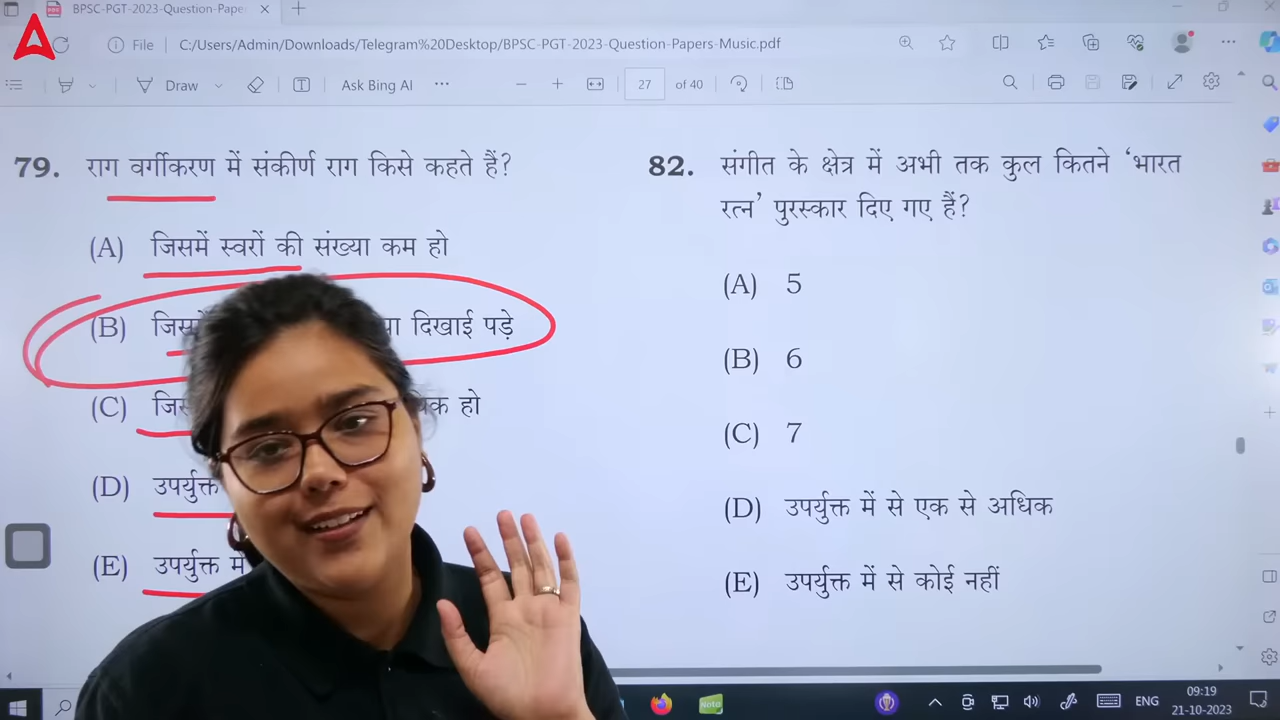 BPSC-PGT-2023-Question-Pape
File C:/Users/Admin/Downloads/Telegram%20Desktop/BPSC-PGT-2023-Question-Papers-Music.pdf
Draw Ask Bing AI 27 of 40
79. राग वर्गीकरण में संकीर्ण राग किसे कहते हैं?
(A) जिसमें स्वरों की संख्या कम हो
(B) दिखाई पड़े
(C) हो
(D) उपर्युक्त
(E) उपर्युक्त में
82. संगीत के क्षेत्र में अभी तक कुल कितने ‘भारत
रत्न’ पुरस्कार दिए गए हैं?
(A) 5
(B) 6
(C) 7
(D) उपर्युक्त में से एक से अधिक
(E) उपर्युक्त में से कोई नहीं
ENG
09:19
21-10-2023